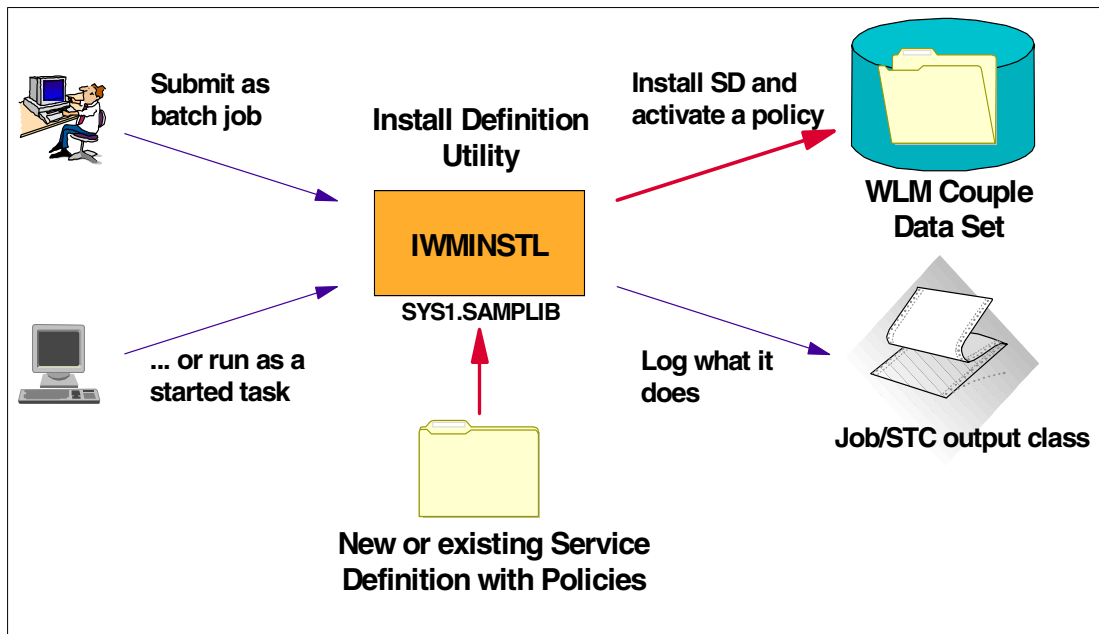 Submit as
batch job
Install Definition
Utility
Install SD and
activate a policy
WLM Couple
Data Set
IWMINSTL
SYS1.SAMPLIB
... or run as a
started task
Log what it
does
Job/STC output class
New or existing Service
Definition with Policies